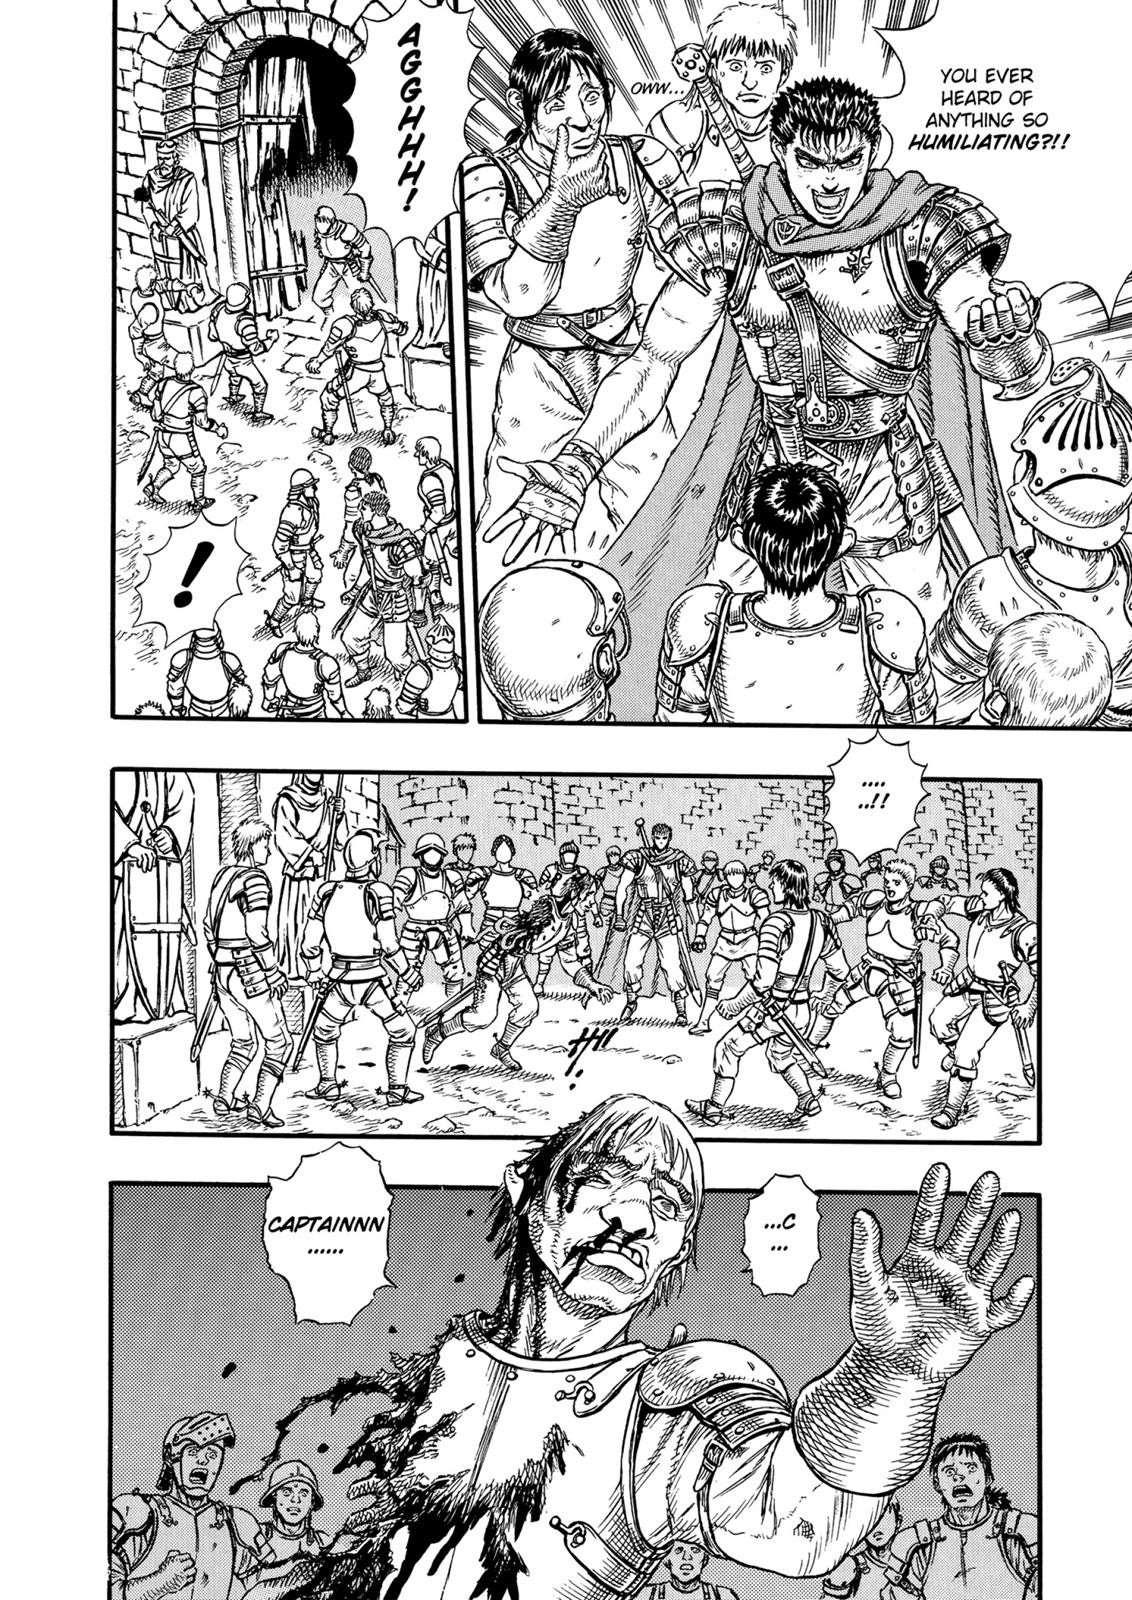 YOU EVER
HEARD OF
ANYTHING SO
HUMILIATING?!!
OWW...
AGGHHH!
!
....
..!!
!!
...C
...
CAPTAINNN
......